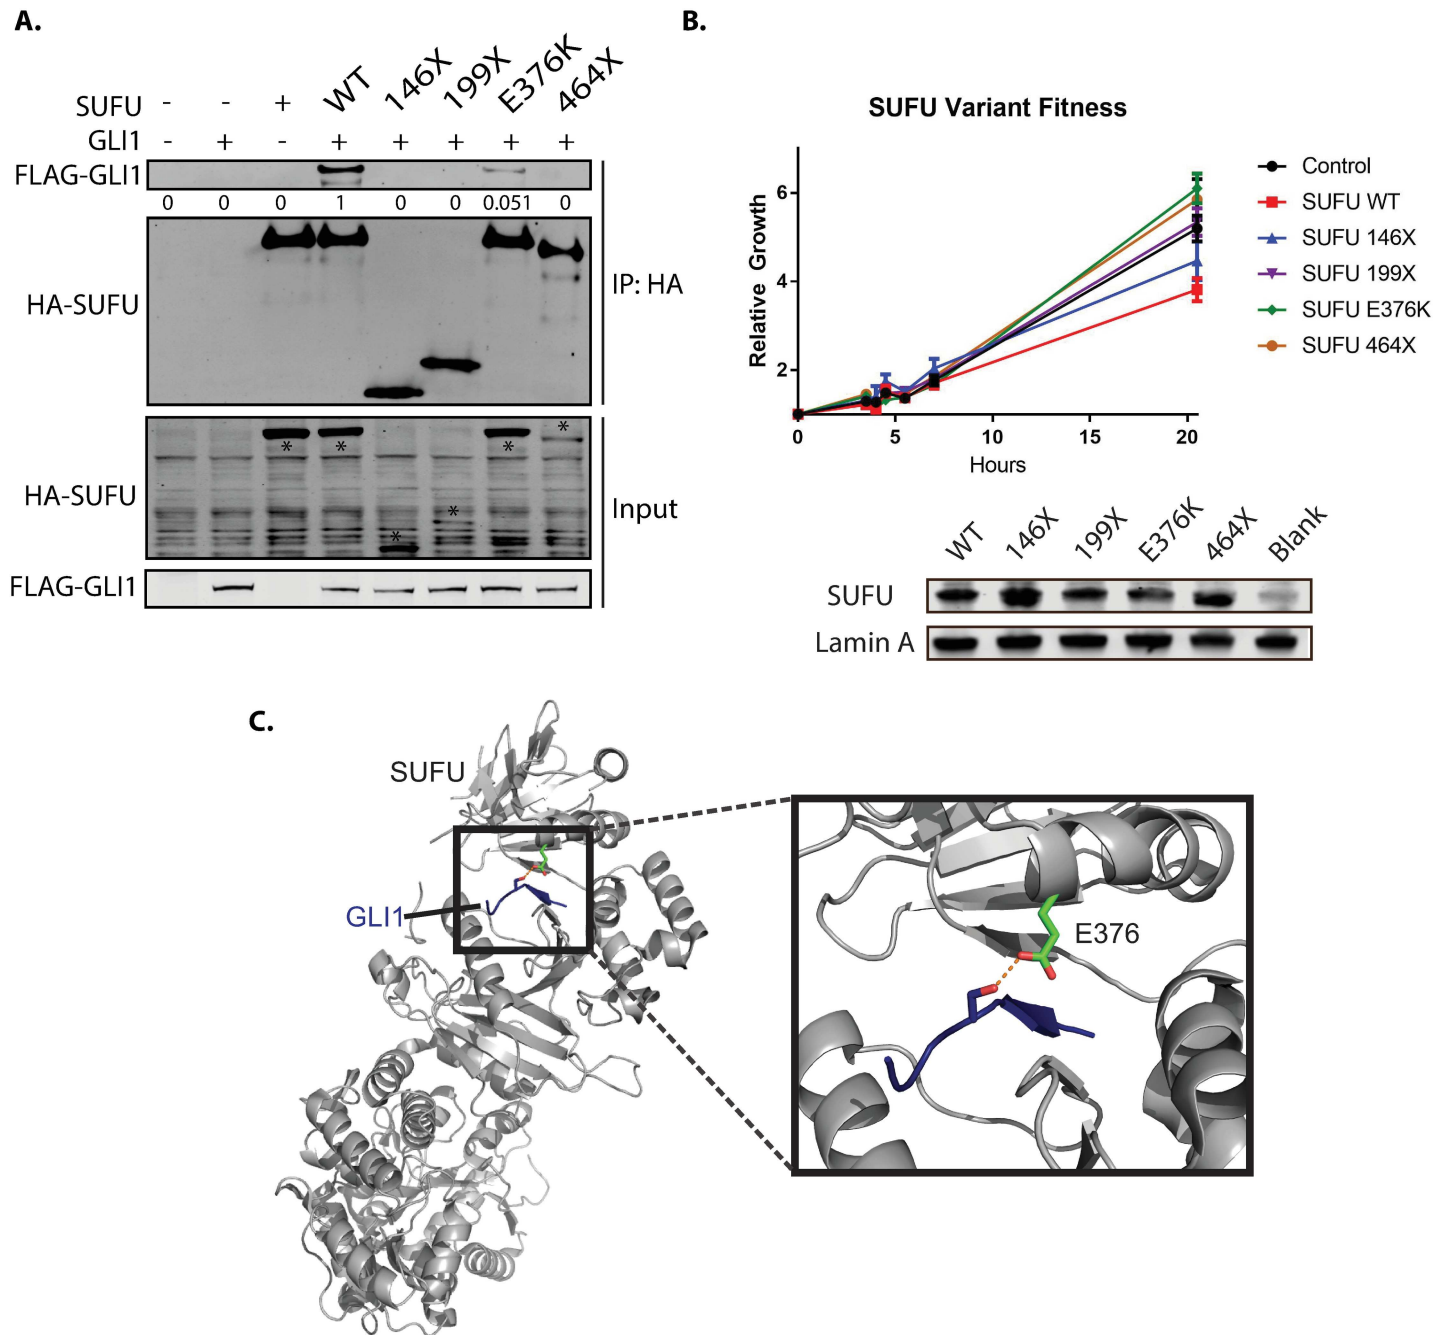 A.
SUFU - - + WT 146X 199X E376K 464X
GLI1 - + - + + + + +
FLAG-GLI1
0 0 0 1 0 0 0.051 0
HA-SUFU
IP: HA
HA-SUFU
* * * * * * *
Input
FLAG-GLI1
B.
SUFU Variant Fitness
Relative Growth
6
4
2
0 5 10 15 20
Hours
Control
SUFU WT
SUFU 146X
SUFU 199X
SUFU E376K
SUFU 464X
WT 146X 199X E376K 464X Blank
SUFU
Lamin A
C.
SUFU
GLI1
E376